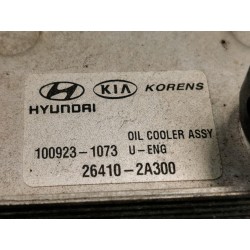 HYUNDAI KIA KORENS
OIL COOLER ASSY
100923-1073 U-ENG
26410-2A300